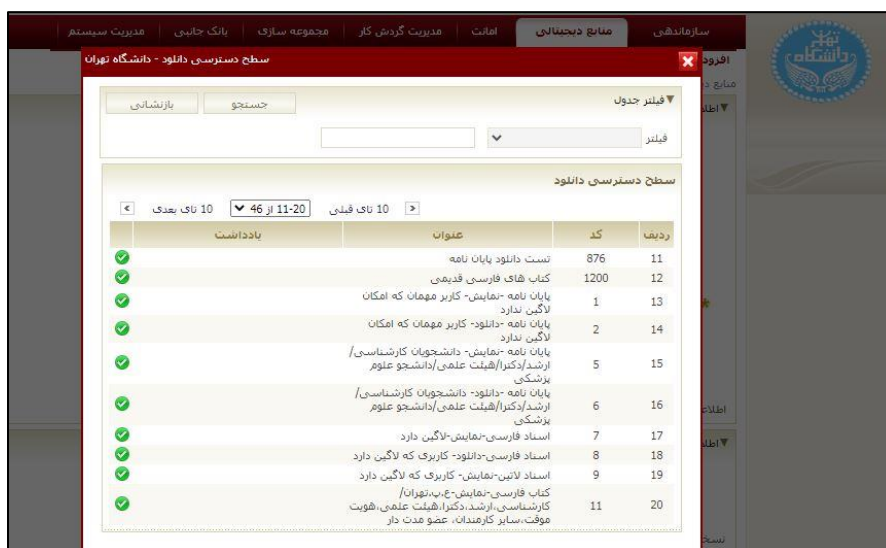 سازماندهی منابع دیجیتالی امانت مدیریت گردش کار مجموعه سازی بانک جانبی مدیریت سیستم
سطح دسترسی دانلود - دانشگاه تهران
افزود
منابع د
فیلتر جدول
جستجو بازنشانی
فیلتر
سطح دسترسی دانلود
10 تای قبلی 11-20 از 46 10 تای بعدی
ردیف کد عنوان یادداشت
11 876 تست دانلود پایان نامه
12 1200 کتاب های فارسی قدیمی
13 1 پایان نامه -نمایش- کاربر مهمان که امکان
لاگین ندارد
14 2 پایان نامه -دانلود- کاربر مهمان که امکان
لاگین ندارد
15 5 پایان نامه -نمایش- دانشجویان کارشناسی/
ارشد/دکترا/هیئت علمی/دانشجو علوم
پزشکی
16 6 پایان نامه -دانلود- دانشجویان کارشناسی/
ارشد/دکترا/هیئت علمی/دانشجو علوم
پزشکی
17 7 اسناد فارسی-نمایش-لاگین دارد
18 8 اسناد فارسی-دانلود- کاربری که لاگین دارد
19 9 اسناد لاتین-نمایش- کاربری که لاگین دارد
20 11 کتاب فارسی-نمایش-ع.پ.تهران/
کارشناسی،ارشد،دکترا،هیئت علمی،هویت
موقت،سایر کارمندان، عضو مدت دار
اطلاء
نسخ